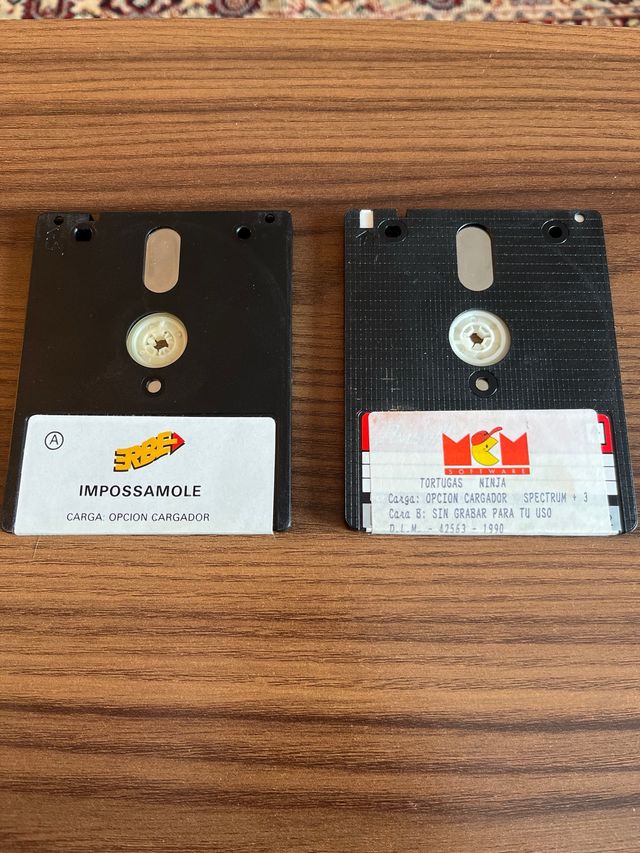 A
ERBE
IMPOSSAMOLE
CARGA: OPCION CARGADOR
MCM
SOFTWARE
TORTUGAS NINJA
Carga: OPCION CARGADOR SPECTRUM + 3
Cara B: SIN GRABAR PARA TU USO
D.L.M. - 42563 - 1990